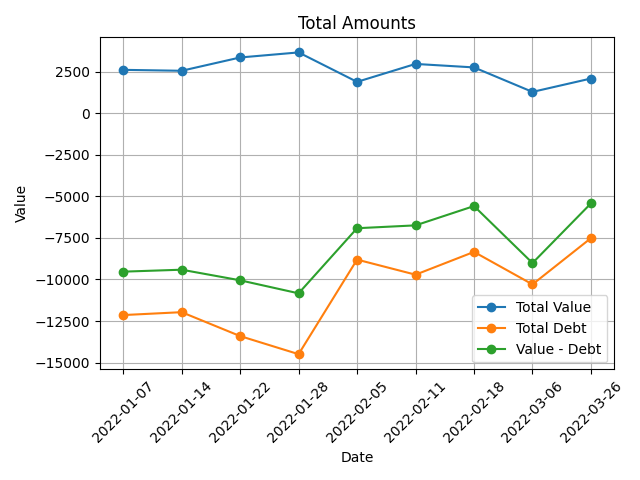 Total Amounts
Value
2500
0
−2500
−5000
−7500
−10000
−12500
−15000
Total Value
Total Debt
Value - Debt
2022-01-07
2022-01-14
2022-01-22
2022-01-28
2022-02-05
2022-02-11
2022-02-18
2022-03-06
2022-03-26
Date